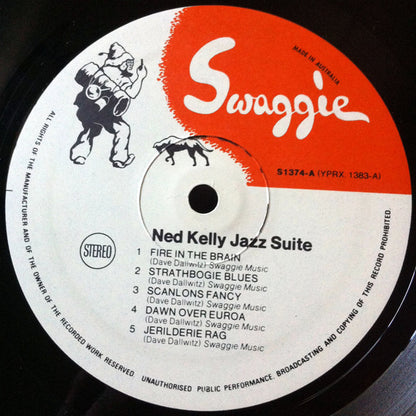 Swaggie
MADE IN AUSTRALIA
S1374-A (YPRX. 1383-A)
Ned Kelly Jazz Suite
STEREO
1 FIRE IN THE BRAIN
(Dave Dallwitz) Swaggie Music
2 STRATHBOGIE BLUES
(Dave Dallwitz) Swaggie Music
3 SCANLONS FANCY
(Dave Dallwitz) Swaggie Music
4 DAWN OVER EUROA
(Dave Dallwitz) Swaggie Music
5 JERILDERIE RAG
(Dave Dallwitz) Swaggie Music
ALL RIGHTS OF THE MANUFACTURER AND OF THE OWNER OF THE RECORDED WORK RESERVED. UNAUTHORISED PUBLIC PERFORMANCE, BROADCASTING AND COPYING OF THIS RECORD PROHIBITED